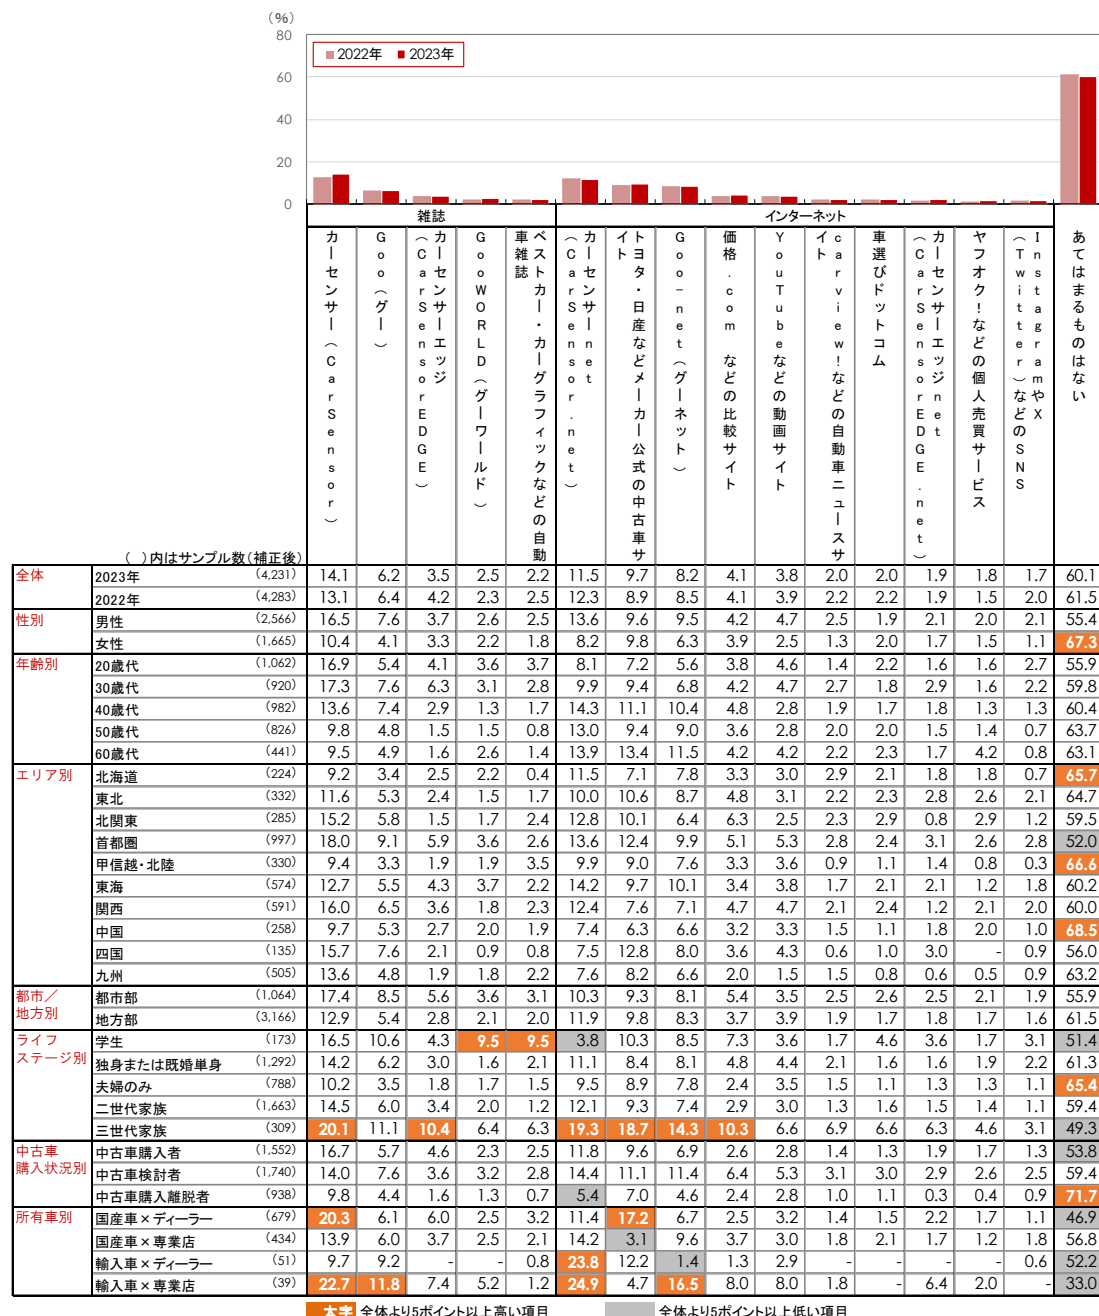 (%)
80
60
40
20
0
2022年 2023年
雑誌 インターネット
カーセンサー（CarSensor）
Goo（グー）
カーセンサーエッジ
（CarSensorEDGE）
GooWORLD（グーワールド）
ベストカー・カーグラフィックなどの自動
車雑誌
カーセンサーnet
（CarSensor.net）
トヨタ・日産などメーカー公式の中古車サ
イト
Goo-net（グーネット）
価格.com などの比較サイト
YouTubeなどの動画サイト
carview!などの自動車ニュースサ
イト
車選びドットコム
カーセンサーエッジnet
（CarSensorEDGE.net）
ヤフオク!などの個人売買サービス
InstagramやX
（Twitter）などのSNS
あてはまるものはない
( )内はサンプル数(補正後)
全体 2023年 (4,231) 14.1 6.2 3.5 2.5 2.2 11.5 9.7 8.2 4.1 3.8 2.0 2.0 1.9 1.8 1.7 60.1
2022年 (4,283) 13.1 6.4 4.2 2.3 2.5 12.3 8.9 8.5 4.1 3.9 2.2 2.2 1.9 1.5 2.0 61.5
性別 男性 (2,566) 16.5 7.6 3.7 2.6 2.5 13.6 9.6 9.5 4.2 4.7 2.5 1.9 2.1 2.0 2.1 55.4
女性 (1,665) 10.4 4.1 3.3 2.2 1.8 8.2 9.8 6.3 3.9 2.5 1.3 2.0 1.7 1.5 1.1 67.3
年齢別 20歳代 (1,062) 16.9 5.4 4.1 3.6 3.7 8.1 7.2 5.6 3.8 4.6 1.4 2.2 1.6 1.6 2.7 55.9
30歳代 (920) 17.3 7.6 6.3 3.1 2.8 9.9 9.4 6.8 4.2 4.7 2.7 1.8 2.9 1.6 2.2 59.8
40歳代 (982) 13.6 7.4 2.9 1.3 1.7 14.3 11.1 10.4 4.8 2.8 1.9 1.7 1.8 1.3 1.3 60.4
50歳代 (826) 9.8 4.8 1.5 1.5 0.8 13.0 9.4 9.0 3.6 2.8 2.0 2.0 1.5 1.4 0.7 63.7
60歳代 (441) 9.5 4.9 1.6 2.6 1.4 13.9 13.4 11.5 4.2 4.2 2.2 2.3 1.7 4.2 0.8 63.1
エリア別 北海道 (224) 9.2 3.4 2.5 2.2 0.4 11.5 7.1 7.8 3.3 3.0 2.9 2.1 1.8 1.8 0.7 65.7
東北 (332) 11.6 5.3 2.4 1.5 1.7 10.0 10.6 8.7 4.8 3.1 2.2 2.3 2.8 2.6 2.1 64.7
北関東 (285) 15.2 5.8 1.5 1.7 2.4 12.8 10.1 6.4 6.3 2.5 2.3 2.9 0.8 2.9 1.2 59.5
首都圏 (997) 18.0 9.1 5.9 3.6 2.6 13.6 12.4 9.9 5.1 5.3 2.8 2.4 3.1 2.6 2.8 52.0
甲信越・北陸 (330) 9.4 3.3 1.9 1.9 3.5 9.9 9.0 7.6 3.3 3.6 0.9 1.1 1.4 0.8 0.3 66.6
東海 (574) 12.7 5.5 4.3 3.7 2.2 14.2 9.7 10.1 3.4 3.8 1.7 2.1 2.1 1.2 1.8 60.2
関西 (591) 16.0 6.5 3.6 1.8 2.3 12.4 7.6 7.1 4.7 4.7 2.1 2.4 1.2 2.1 2.0 60.0
中国 (258) 9.7 5.3 2.7 2.0 1.9 7.4 6.3 6.6 3.2 3.3 1.5 1.1 1.8 2.0 1.0 68.5
四国 (135) 15.7 7.6 2.1 0.9 0.8 7.5 12.8 8.0 3.6 4.3 0.6 1.0 3.0 - 0.9 56.0
九州 (505) 13.6 4.8 1.9 1.8 2.2 7.6 8.2 6.6 2.0 1.5 1.5 0.8 0.6 0.5 0.9 63.2
都市／ 都市部 (1,064) 17.4 8.5 5.6 3.6 3.1 10.3 9.3 8.1 5.4 3.5 2.5 2.6 2.5 2.1 1.9 55.9
地方別 地方部 (3,166) 12.9 5.4 2.8 2.1 2.0 11.9 9.8 8.3 3.7 3.9 1.9 1.7 1.8 1.7 1.6 61.5
ライフ 学生 (173) 16.5 10.6 4.3 9.5 9.5 3.8 10.3 8.5 7.3 3.6 1.7 4.6 3.6 1.7 3.1 51.4
ステージ別 独身または既婚単身 (1,292) 14.2 6.2 3.0 1.6 2.1 11.1 8.4 8.1 4.8 4.4 2.1 1.6 1.6 1.9 2.2 61.3
夫婦のみ (788) 10.2 3.5 1.8 1.7 1.5 9.5 8.9 7.8 2.4 3.5 1.5 1.1 1.3 1.3 1.1 65.4
二世代家族 (1,663) 14.5 6.0 3.4 2.0 1.2 12.1 9.3 7.4 2.9 3.0 1.3 1.6 1.5 1.4 1.1 59.4
三世代家族 (309) 20.1 11.1 10.4 6.4 6.3 19.3 18.7 14.3 10.3 6.6 6.9 6.6 6.3 4.6 3.1 49.3
中古車 中古車購入者 (1,552) 16.7 5.7 4.6 2.3 2.5 11.8 9.6 6.9 3.6 2.8 1.4 1.3 1.9 1.7 1.3 53.8
購入状況別 中古車検討者 (1,740) 14.0 7.6 3.6 3.2 2.8 14.4 11.1 11.4 6.4 5.3 3.1 3.0 2.9 2.6 2.5 59.4
中古車購入離脱者 (938) 9.8 4.4 1.6 1.3 0.7 5.4 7.0 4.6 2.4 2.8 1.0 1.1 0.3 0.4 0.9 71.7
所有車別 国産車×ディーラー (679) 20.3 6.1 6.0 2.5 3.2 11.4 17.2 6.7 2.5 3.2 1.4 1.5 2.2 1.7 1.1 46.9
国産車×専業店 (434) 13.9 6.0 3.7 2.5 2.1 14.2 3.1 9.6 3.7 3.0 1.8 2.1 1.7 1.2 1.8 56.8
輸入車×ディーラー (51) 9.7 9.2 - - 0.8 23.8 12.2 1.4 1.3 2.9 - - - - 0.6 52.2
輸入車×専業店 (39) 22.7 11.8 7.4 5.2 1.2 24.9 4.7 16.5 8.0 8.0 1.8 - 6.4 2.0 - 33.0
太字 全体より5ポイント以上高い項目 全体より5ポイント以上低い項目